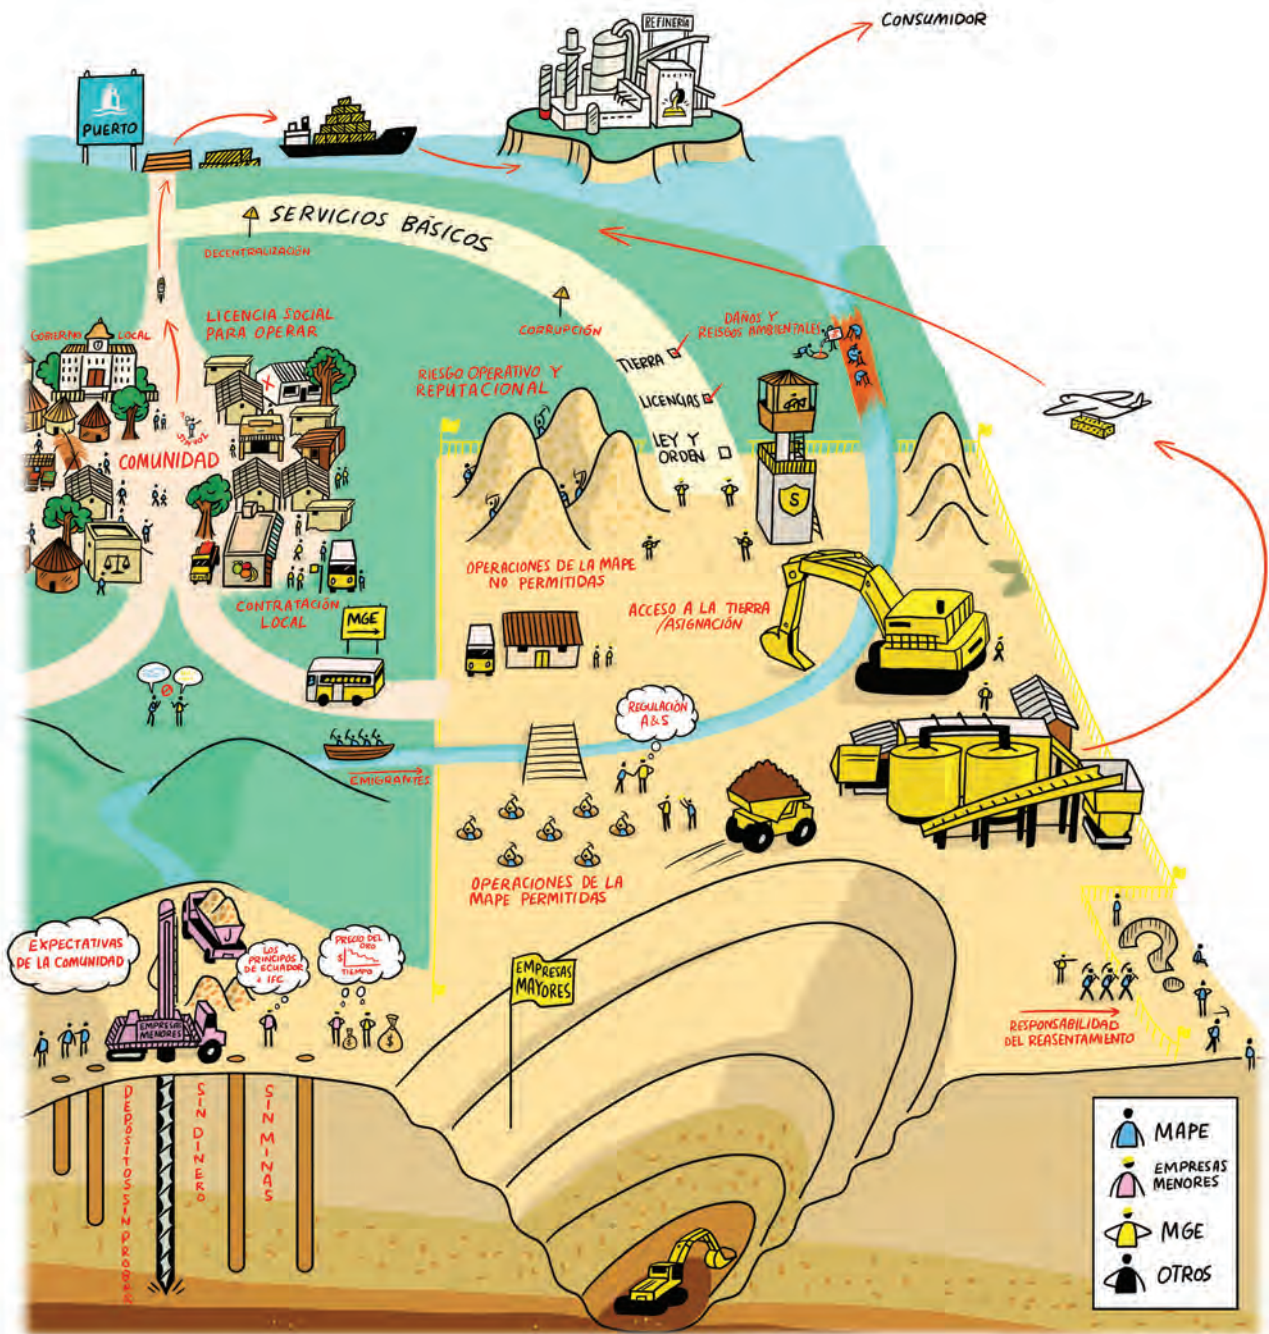 REFINERÍA
CONSUMIDOR
PUERTO
SERVICIOS BÁSICOS
DECENTRALIZACIÓN
LICENCIA SOCIAL
PARA OPERAR
CORRUPCIÓN
DAÑOS Y
REISGOS AMBIENTALES
TIERRA
LICENCIAS
LEY Y
ORDEN
GOBIERNO LOCAL
RIESGO OPERATIVO Y
REPUTACIONAL
COMUNIDAD
S
OPERACIONES DE LA MAPE
NO PERMITIDAS
CONTRATACIÓN
LOCAL
MGE
ACCESO A LA TIERRA
/ASIGNACIÓN
REGULACIÓN
A&S
EMIGRANTES
OPERACIONES DE LA
MAPE PERMITIDAS
EXPECTATIVAS
DE LA COMUNIDAD
J
LOS
PRINCIPOS
DE ECUADOR
e IFC
PRECIO DEL
ORO
$
TIEMPO
EMPRESAS
MENORES
$
$
EMPRESAS
MAYORES
RESPONSABILIDAD
DEL REASENTAMIENTO
DEPÓSITOS SIN PROBAR
SIN DINERO
SIN MINAS
MAPE
EMPRESAS
MENORES
MGE
OTROS